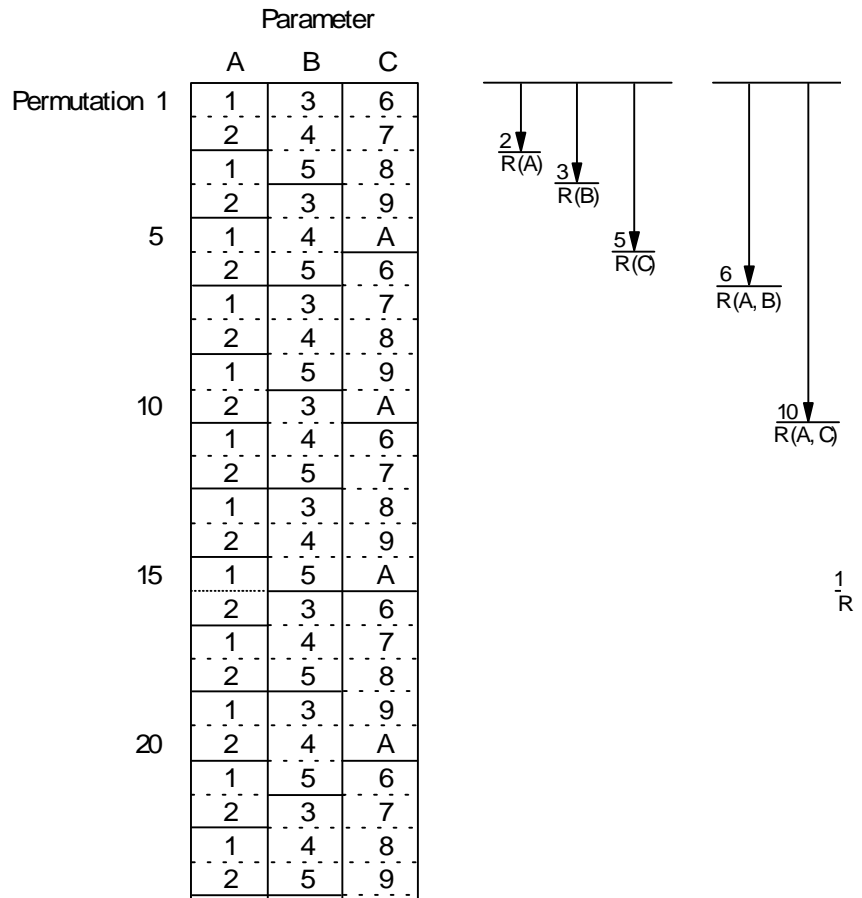 Parameter
A B C
Permutation 1 1 3 6
2 4 7
1 5 8
2 3 9
5 1 4 A
2 5 6
1 3 7
2 4 8
1 5 9
10 2 3 A
1 4 6
2 5 7
1 3 8
2 4 9
15 1 5 A
2 3 6
1 4 7
2 5 8
1 3 9
20 2 4 A
1 5 6
2 3 7
1 4 8
2 5 9
2
R(A)
3
R(B)
5
R(C)
6
R(A, B)
10
R(A, C)
1
R